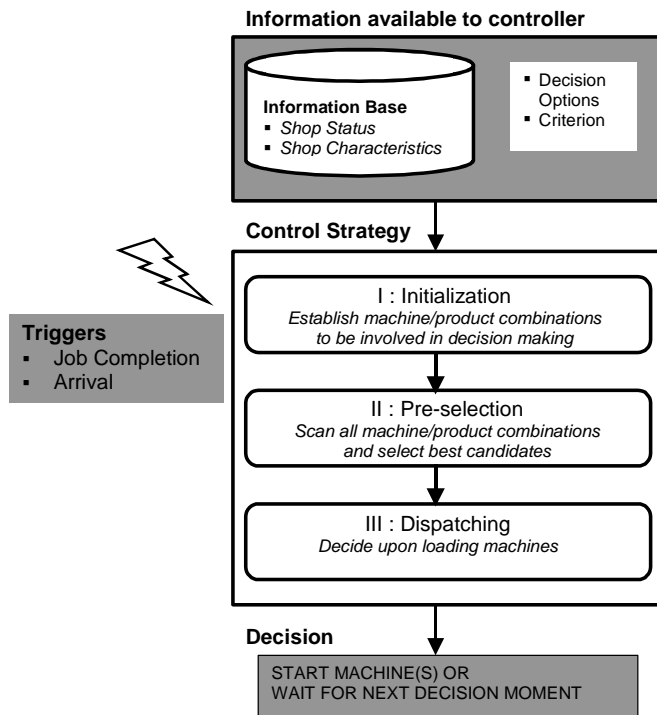 Information available to controller
Information Base
▪ Shop Status
▪ Shop Characteristics
▪ Decision
Options
▪ Criterion
Control Strategy
I : Initialization
Establish machine/product combinations
to be involved in decision making
Triggers
▪ Job Completion
▪ Arrival
II : Pre-selection
Scan all machine/product combinations
and select best candidates
III : Dispatching
Decide upon loading machines
Decision
START MACHINE(S) OR
WAIT FOR NEXT DECISION MOMENT